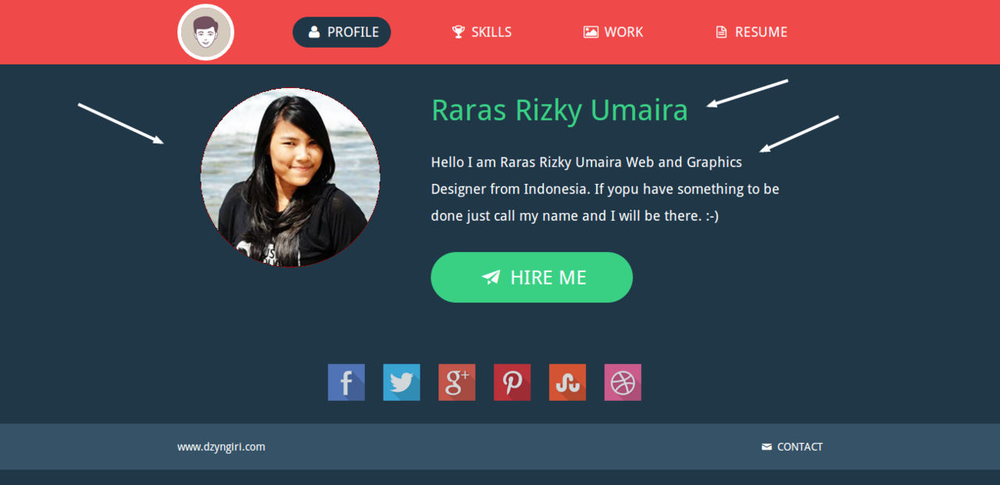 PROFILE
SKILLS
WORK
RESUME
Raras Rizky Umaira
Hello I am Raras Rizky Umaira Web and Graphics
Designer from Indonesia. If yopu have something to be
done just call my name and I will be there. :-)
HIRE ME
www.dzyngiri.com
CONTACT